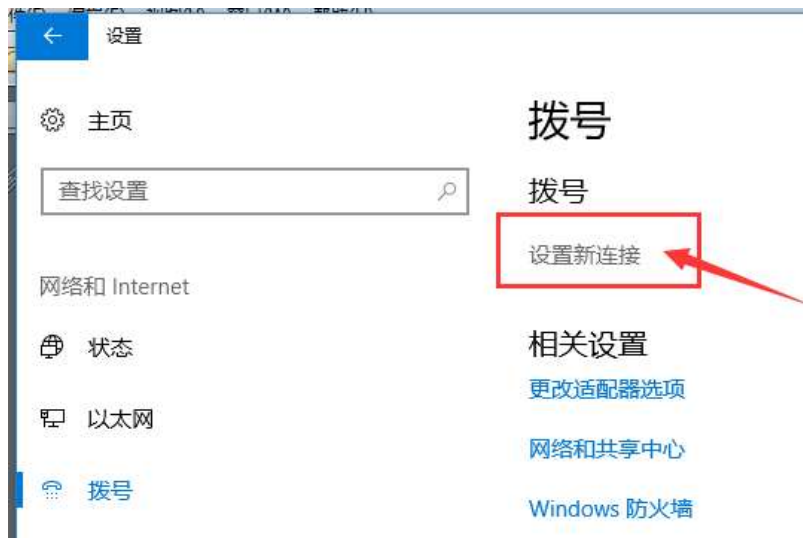 设置
主页
查找设置
网络和 Internet
状态
以太网
拨号
拨号
拨号
设置新连接
相关设置
更改适配器选项
网络和共享中心
Windows 防火墙